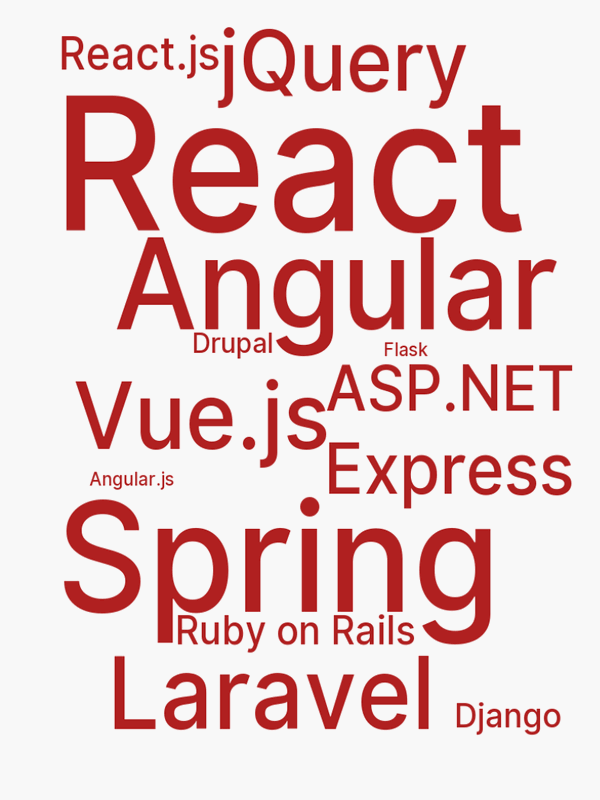 React.js
jQuery
React
Angular
Drupal
Flask
Vue.js
ASP.NET
Express
Angular.js
Spring
Ruby on Rails
Laravel
Django